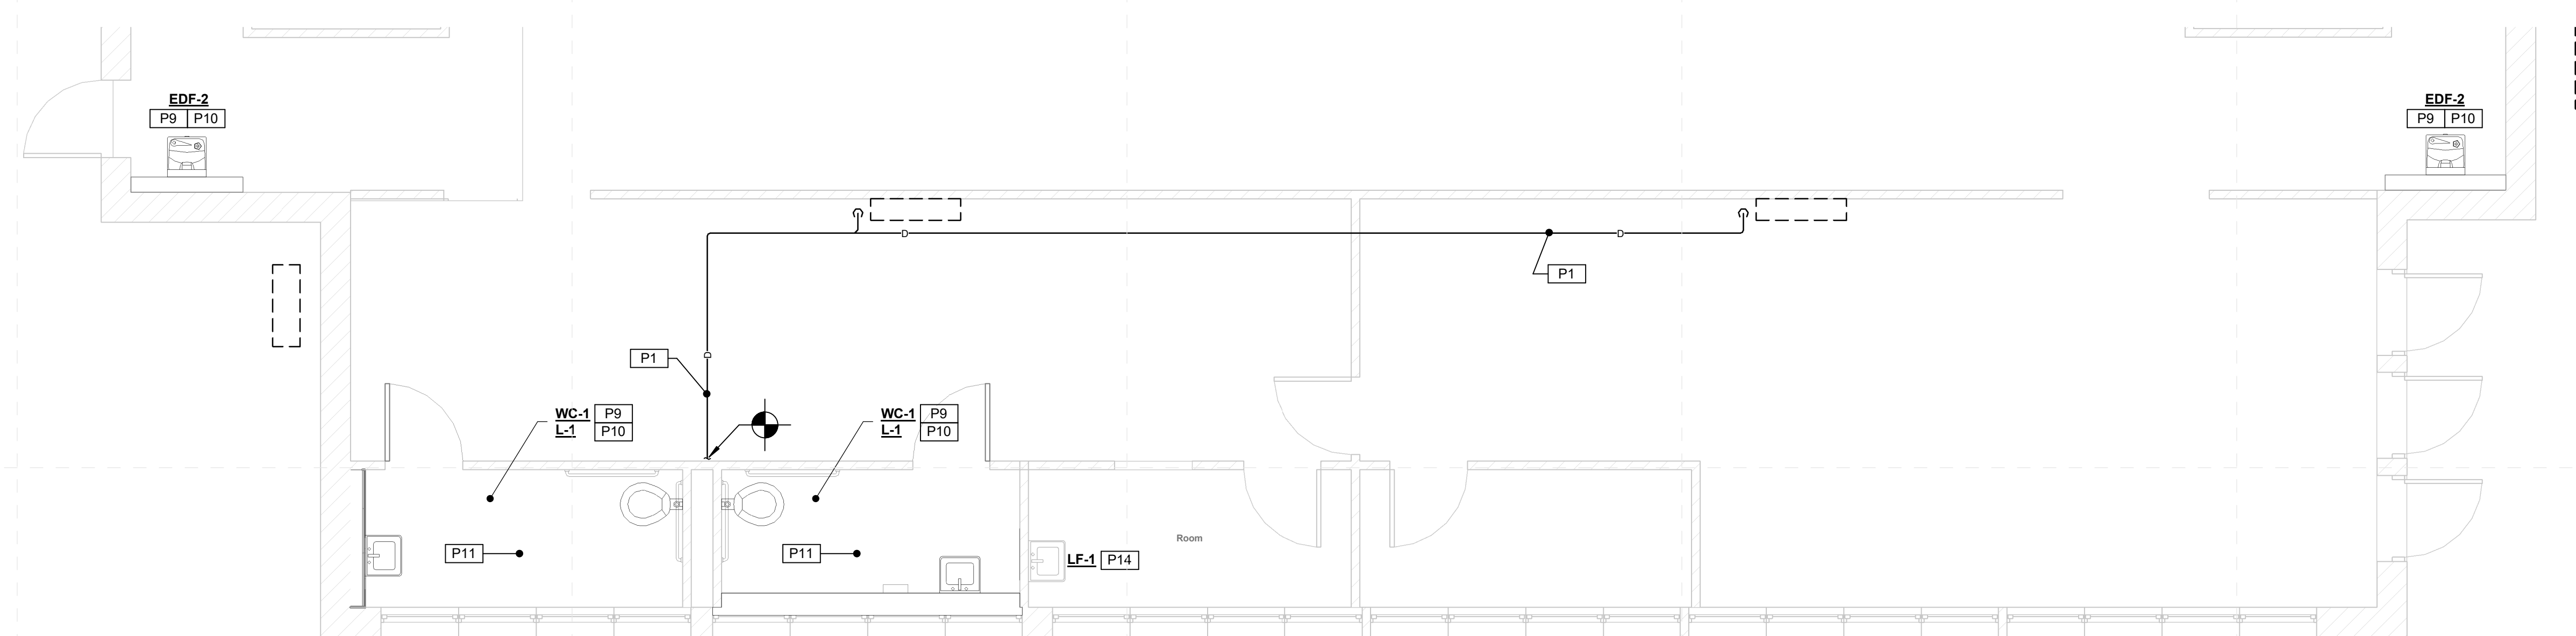 EDF-2
P9 P10
EDF-2
P9 P10
D
D
P1
D
P1
WC-1 P9
L-1 P10
WC-1 P9
L-1 P10
Room
P11
P11
LF-1 P14